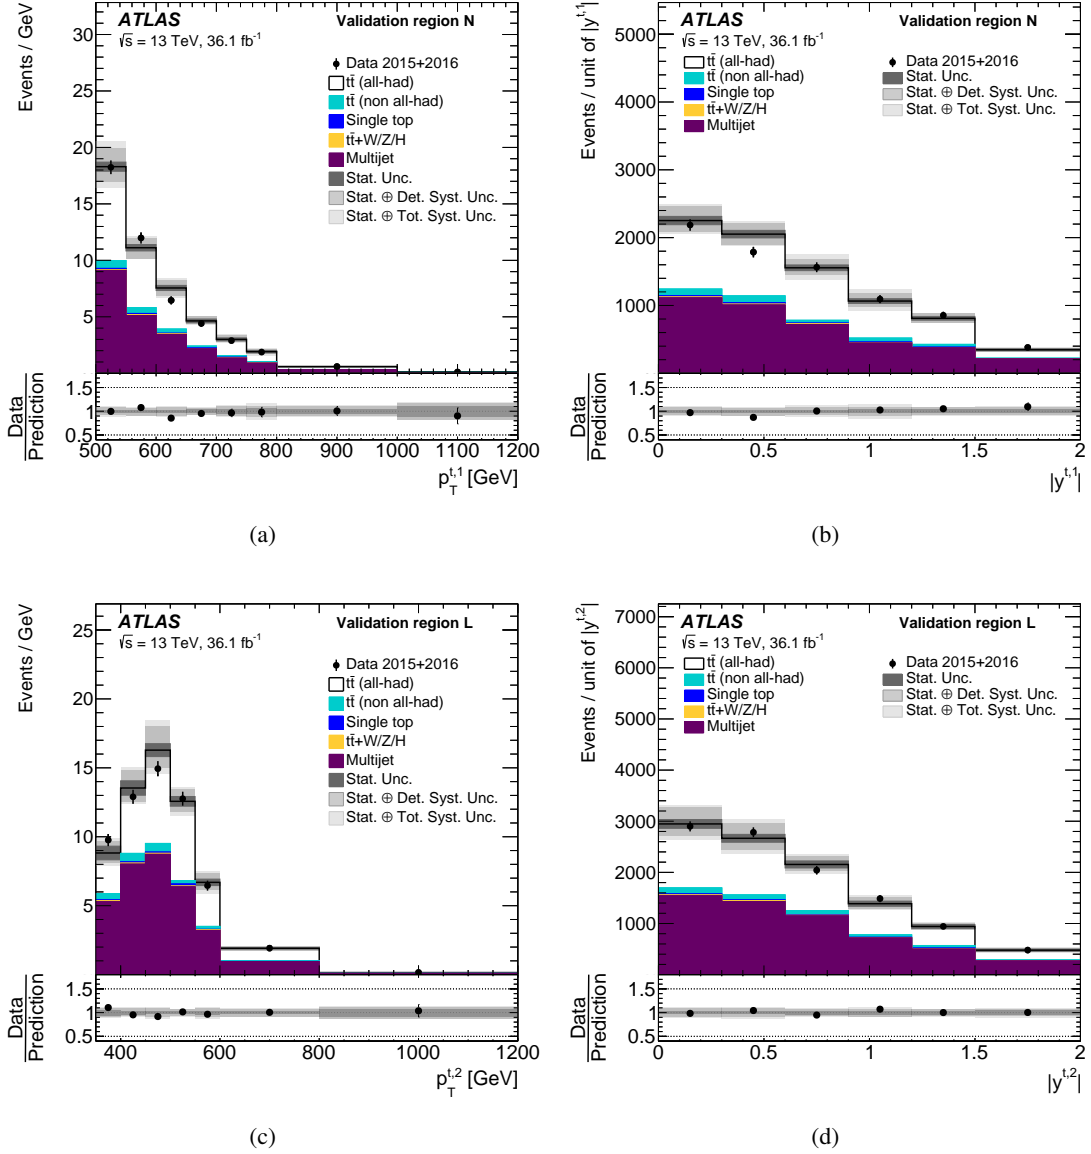 ATLAS Validation region N
√s = 13 TeV, 36.1 fb⁻¹
Data 2015+2016
tt̄ (all-had)
tt̄ (non all-had)
Single top
tt̄+W/Z/H
Multijet
Stat. Unc.
Stat. ⊕ Det. Syst. Unc.
Stat. ⊕ Tot. Syst. Unc.
Events / GeV
30
25
20
15
10
5
Data
Prediction
1.5
1
0.5
500 600 700 800 900 1000 1100 1200
p_T^{t,1} [GeV]
(a)
ATLAS Validation region N
√s = 13 TeV, 36.1 fb⁻¹
tt̄ (all-had)
tt̄ (non all-had)
Single top
tt̄+W/Z/H
Multijet
Data 2015+2016
Stat. Unc.
Stat. ⊕ Det. Syst. Unc.
Stat. ⊕ Tot. Syst. Unc.
Events / unit of |y^{t,1}|
5000
4000
3000
2000
1000
Data
Prediction
1.5
1
0.5
0 0.5 1 1.5 2
|y^{t,1}|
(b)
ATLAS Validation region L
√s = 13 TeV, 36.1 fb⁻¹
Data 2015+2016
tt̄ (all-had)
tt̄ (non all-had)
Single top
tt̄+W/Z/H
Multijet
Stat. Unc.
Stat. ⊕ Det. Syst. Unc.
Stat. ⊕ Tot. Syst. Unc.
Events / GeV
25
20
15
10
5
Data
Prediction
1.5
1
0.5
400 600 800 1000 1200
p_T^{t,2} [GeV]
(c)
ATLAS Validation region L
√s = 13 TeV, 36.1 fb⁻¹
tt̄ (all-had)
tt̄ (non all-had)
Single top
tt̄+W/Z/H
Multijet
Data 2015+2016
Stat. Unc.
Stat. ⊕ Det. Syst. Unc.
Stat. ⊕ Tot. Syst. Unc.
Events / unit of |y^{t,2}|
7000
6000
5000
4000
3000
2000
1000
Data
Prediction
1.5
1
0.5
0 0.5 1 1.5 2
|y^{t,2}|
(d)